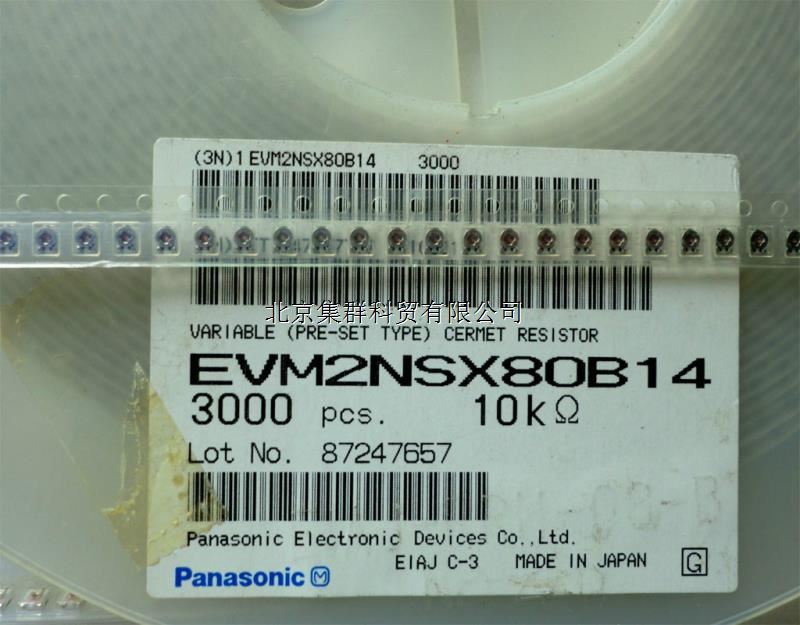 (3N)1 EVM2NSX80B14 3000
北京集群科贸有限公司
VARIABLE (PRE-SET TYPE) CERMET RESISTOR
EVM2NSX80B14
3000 pcs. 10kΩ
Lot No. 87247657
Panasonic Electronic Devices Co.,Ltd.
EIAJ C-3 MADE IN JAPAN G
Panasonic M